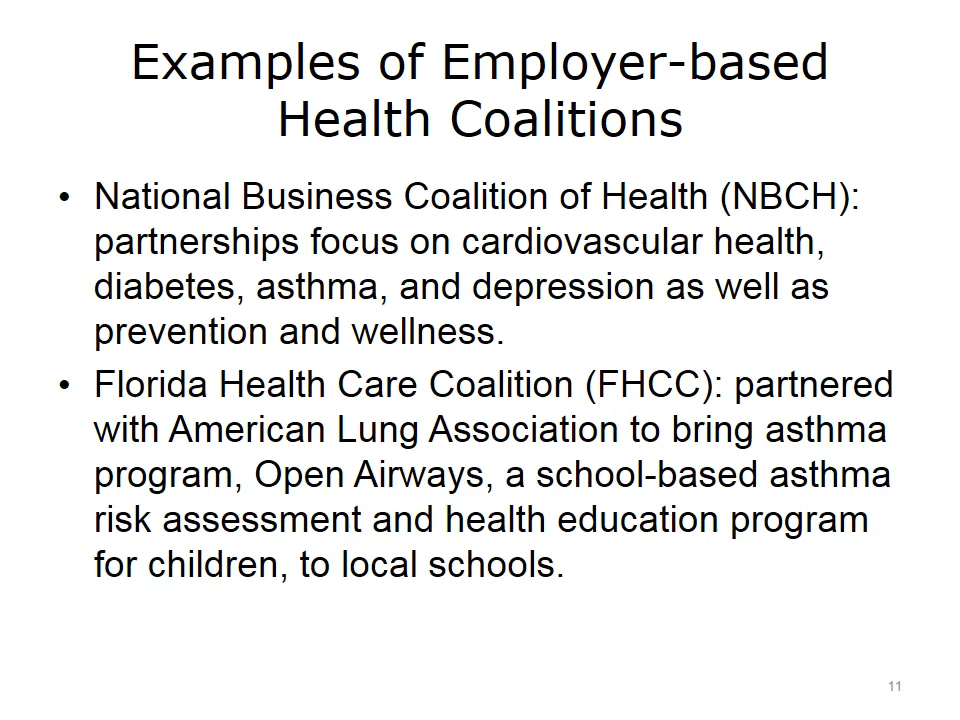 Examples of Employer-based
Health Coalitions
• National Business Coalition of Health (NBCH):
partnerships focus on cardiovascular health,
diabetes, asthma, and depression as well as
prevention and wellness.
• Florida Health Care Coalition (FHCC): partnered
with American Lung Association to bring asthma
program, Open Airways, a school-based asthma
risk assessment and health education program
for children, to local schools.
11